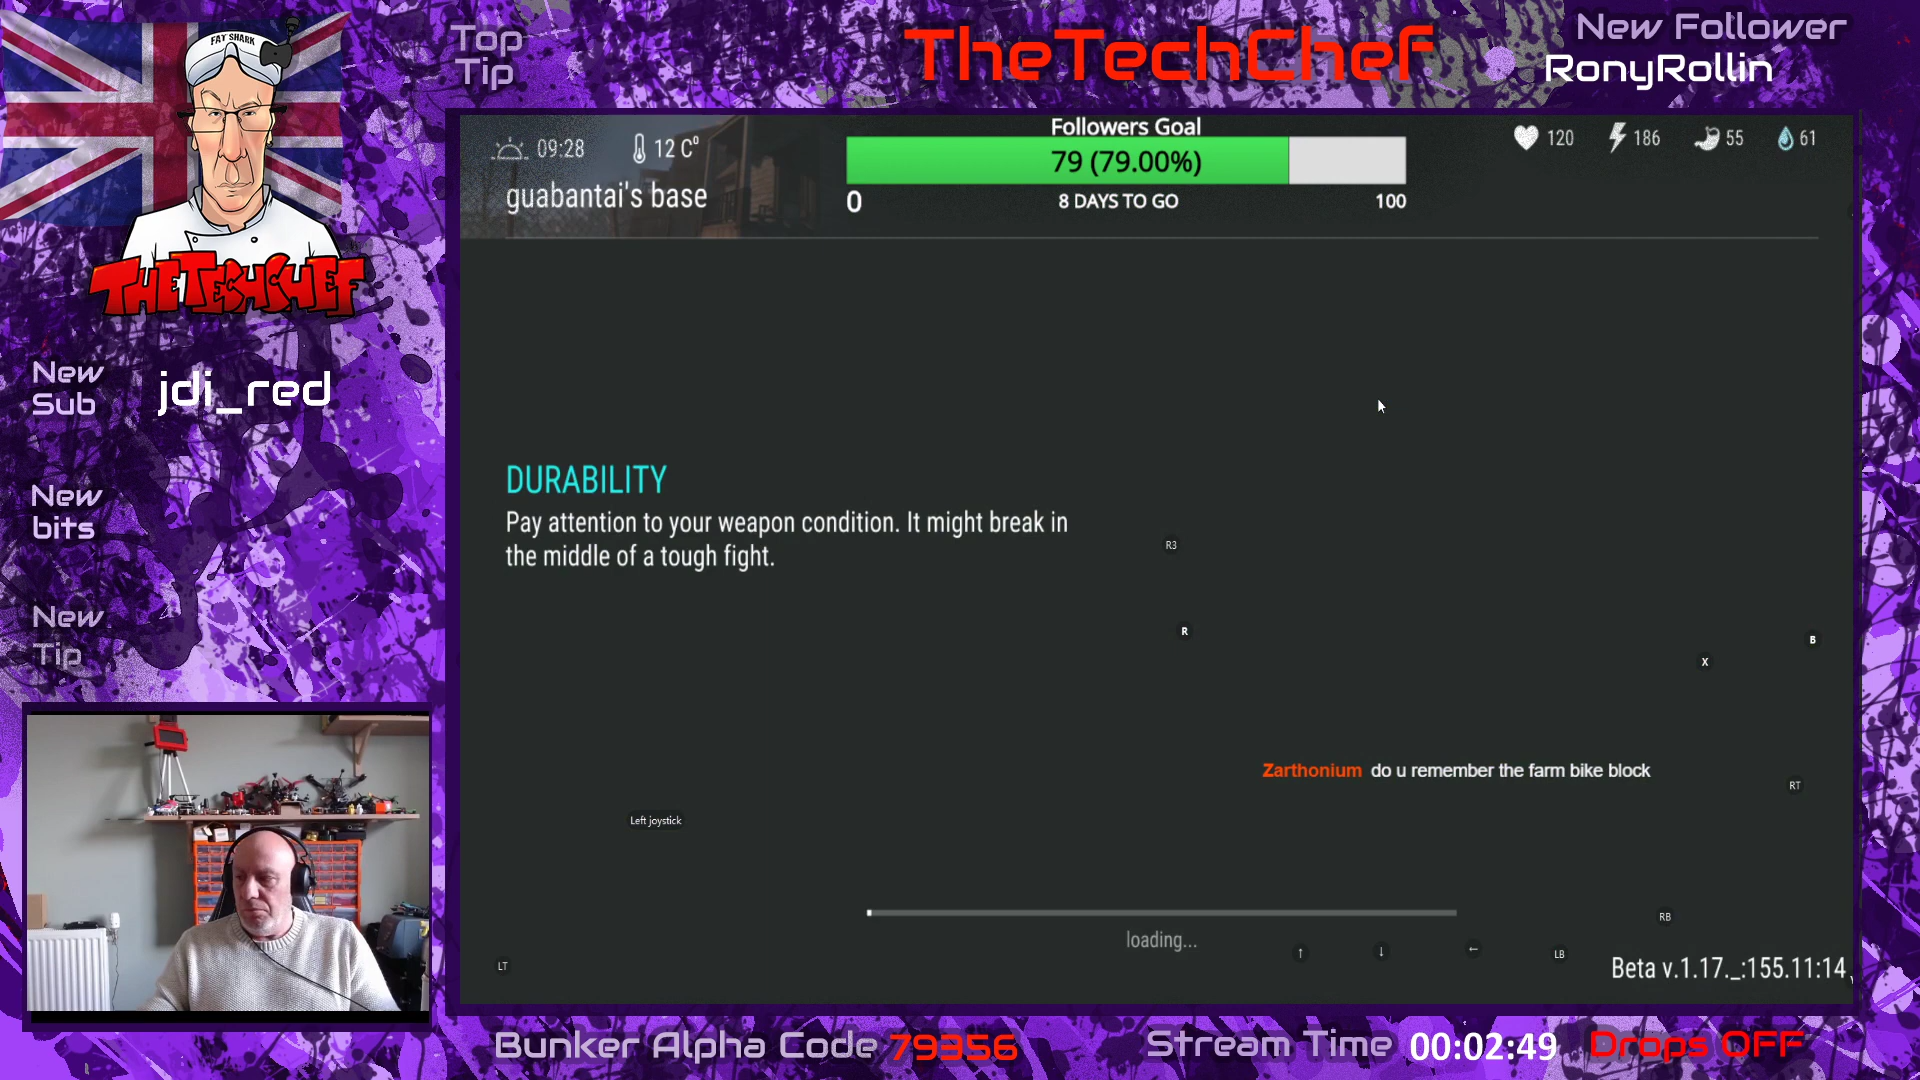 FAT SHARK
THETECHCHEF
Top
Tip
TheTechChef
New Follower
RonyRollin
09:28
12 C°
guabantai's base
Followers Goal
79 (79.00%)
0
8 DAYS TO GO
100
120
186
55
61
New
Sub
jdi_red
New
bits
New
Tip
DURABILITY
Pay attention to your weapon condition. It might break in
the middle of a tough fight.
R3
R
B
X
Zarthonium do u remember the farm bike block
RT
Left joystick
RB
loading...
↑
↓
←
LB
LT
Beta v.1.17._:155.11:14
Bunker Alpha Code 79356
Stream Time 00:02:49
Drops OFF